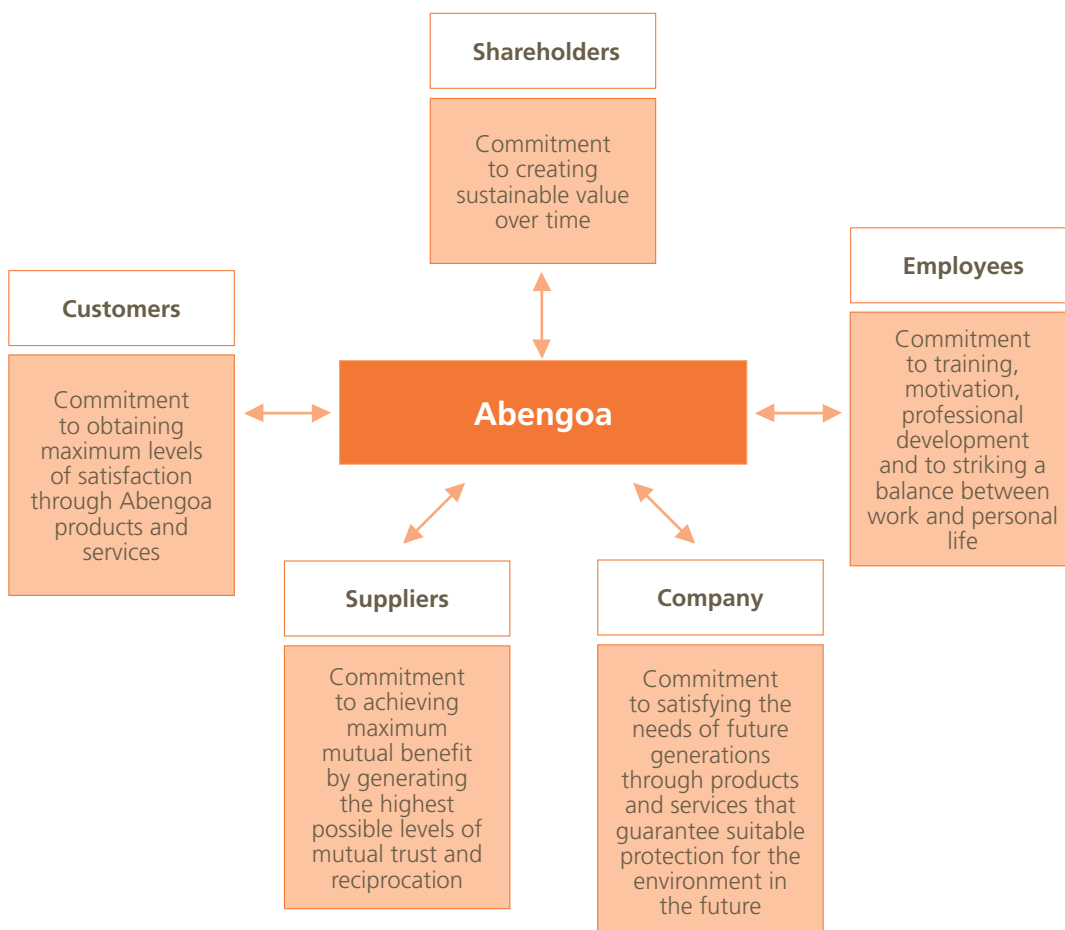 Shareholders
Commitment
to creating
sustainable value
over time
Employees
Commitment
to training,
motivation,
professional
development
and to striking a
balance between
work and personal
life
Customers
Commitment
to obtaining
maximum levels
of satisfaction
through Abengoa
products and
services
Abengoa
Suppliers
Commitment
to achieving
maximum
mutual benefit
by generating
the highest
possible levels of
mutual trust and
reciprocation
Company
Commitment
to satisfying the
needs of future
generations
through products
and services that
guarantee suitable
protection for the
environment in
the future